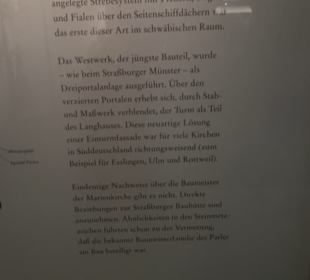 angelegte Strebesystem mit
und Fialen über den Seitenschiffdächern
das erste dieser Art im schwäbischen Raum.
Das Westwerk, der jüngste Bauteil, wurde
– wie beim Straßburger Münster – als
Dreiportalanlage ausgeführt. Über den
verzierten Portalen erhebt sich, durch Stab-
und Maßwerk verblendet, der Turm als Teil
des Langhauses. Diese neuartige Lösung
einer Einturmfassade war für viele Kirchen
in Süddeutschland richtungsweisend (zum
Beispiel für Esslingen, Ulm und Rottweil).
Eindeutige Nachweise über die Baumeister
der Marienkirche gibt es nicht. Direkte
Beziehungen zur Straßburger Bauhütte sind
anzunehmen. Ähnlichkeiten in den Steinmetz-
zeichen führten schon zu der Vermutung,
daß die bekannte Baumeisterfamilie der Parler
am Bau beteiligt war.